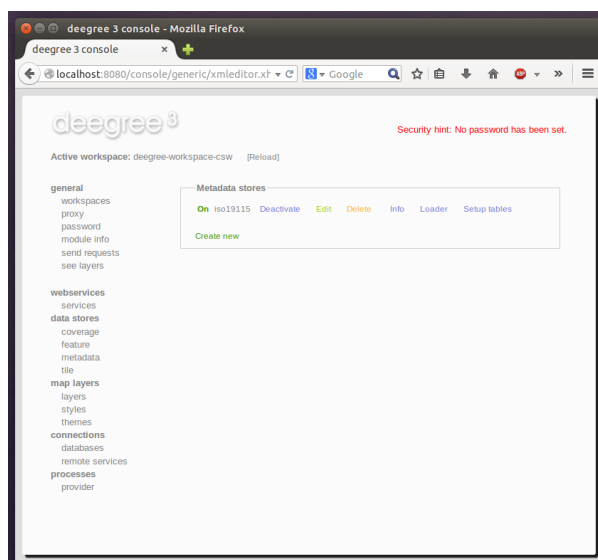 deegree 3 console - Mozilla Firefox
deegree 3 console
localhost:8080/console/generic/xmleditor.xh
Google
ABP
deegree 3
Security hint: No password has been set.
Active workspace: deegree-workspace-csw [Reload]
general
workspaces
proxy
password
module info
send requests
see layers
webservices
services
data stores
coverage
feature
metadata
tile
map layers
layers
styles
themes
connections
databases
remote services
processes
provider
Metadata stores
On iso19115 Deactivate Edit Delete Info Loader Setup tables
Create new